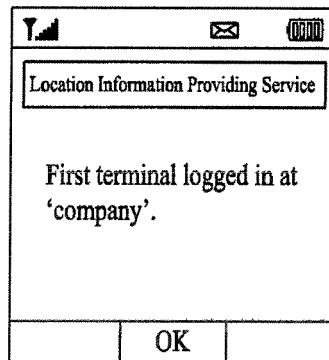 Location Information Providing Service
First terminal logged in at
‘company’.
OK